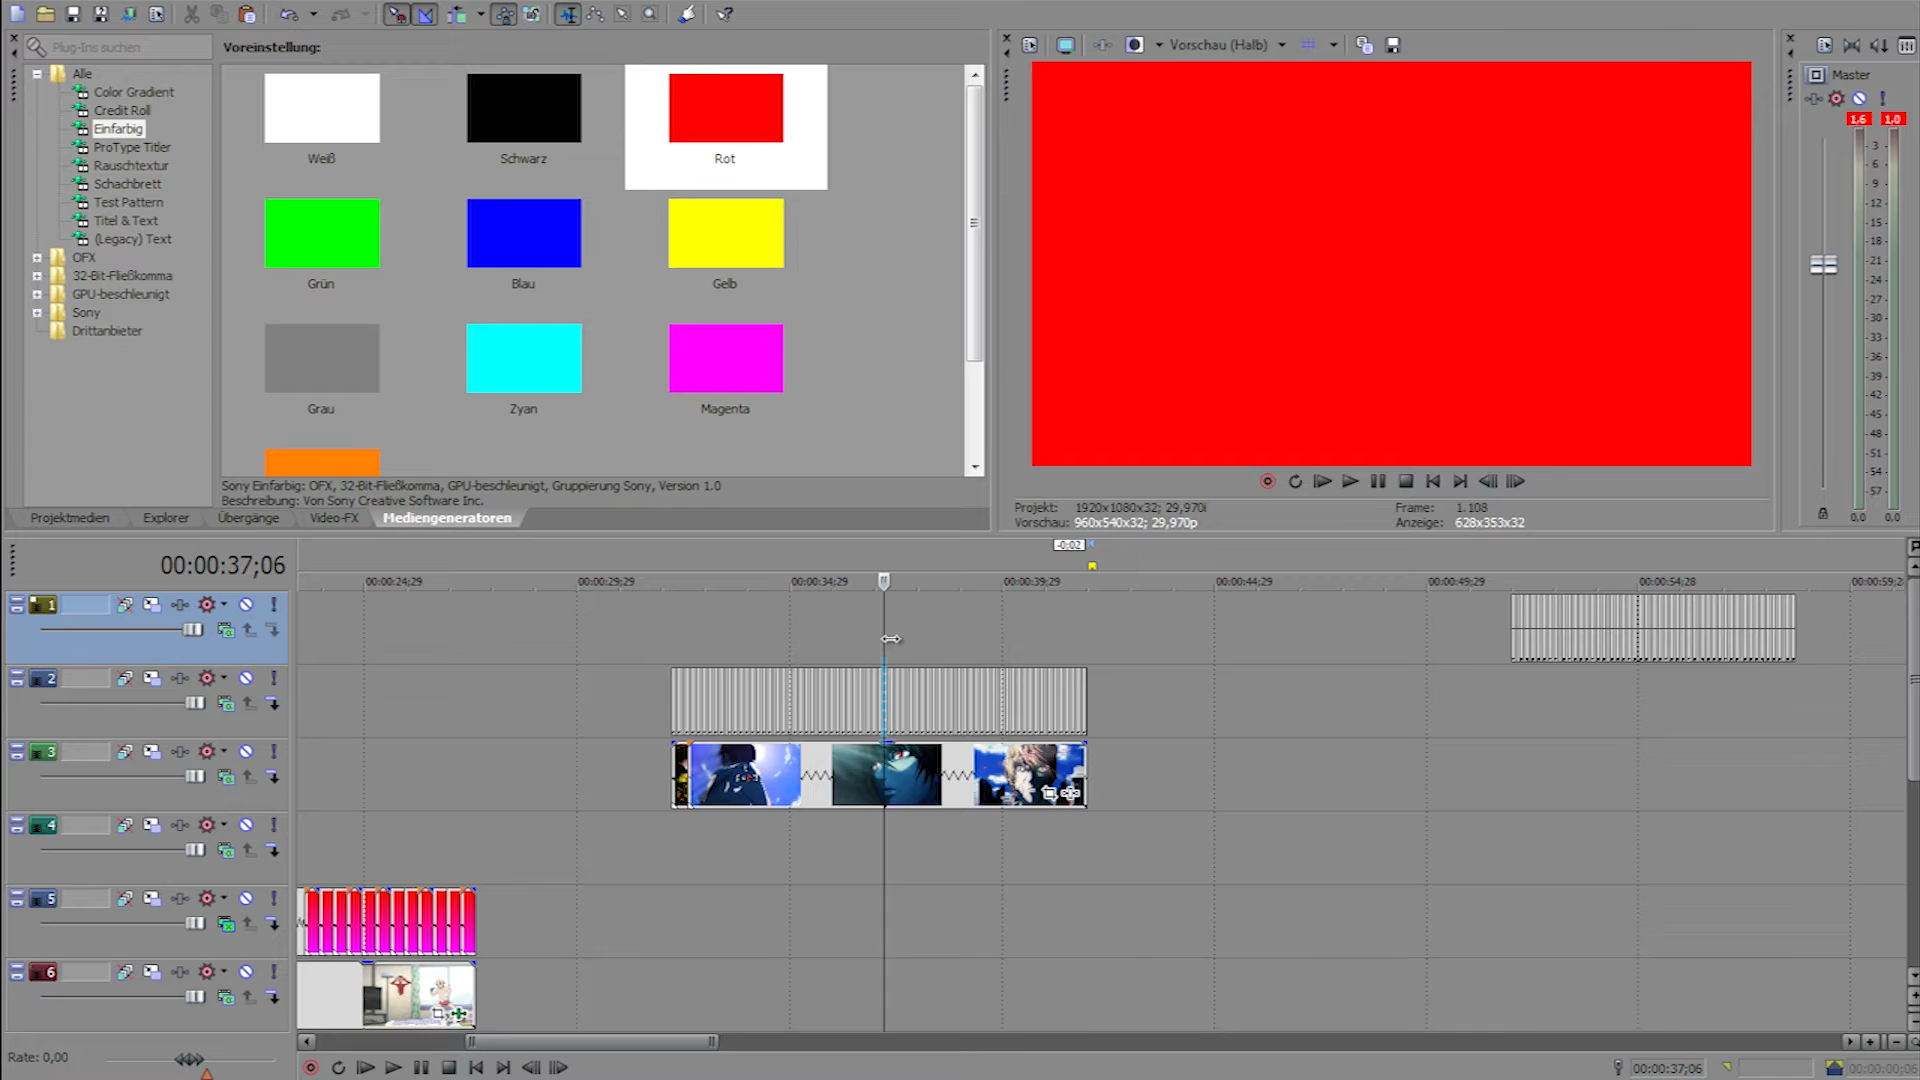 Plug-Ins suchen
Voreinstellung:
Alle
Color Gradient
Credit Roll
Einfarbig
ProType Titler
Rauschtextur
Schachbrett
Test Pattern
Titel & Text
(Legacy) Text
OFX
32-Bit-Fließkomma
GPU-beschleunigt
Sony
Drittanbieter
Weiß
Schwarz
Rot
Grün
Blau
Gelb
Grau
Zyan
Magenta
Sony Einfarbig: OFX, 32-Bit-Fließkomma, GPU-beschleunigt, Gruppierung Sony, Version 1.0
Beschreibung: Von Sony Creative Software Inc.
Projektmedien
Explorer
Übergänge
Video-FX
Mediengeneratoren
Vorschau (Halb)
Projekt: 1920x1080x32; 29,970i
Vorschau: 960x540x32; 29,970p
Frame: 1.108
Anzeige: 628x353x32
Master
1,6 1,0
3
6
9
12
15
18
21
24
27
30
33
36
39
42
45
48
51
54
57
0,0 0,0
00:00:37;06
-0;02
00:00:24;29
00:00:29;29
00:00:34;29
00:00:39;29
00:00:44;29
00:00:49;29
00:00:54;28
00:00:59;2
1
2
3
4
5
6
Rate: 0,00
00:00:37;06
00:00:00;06